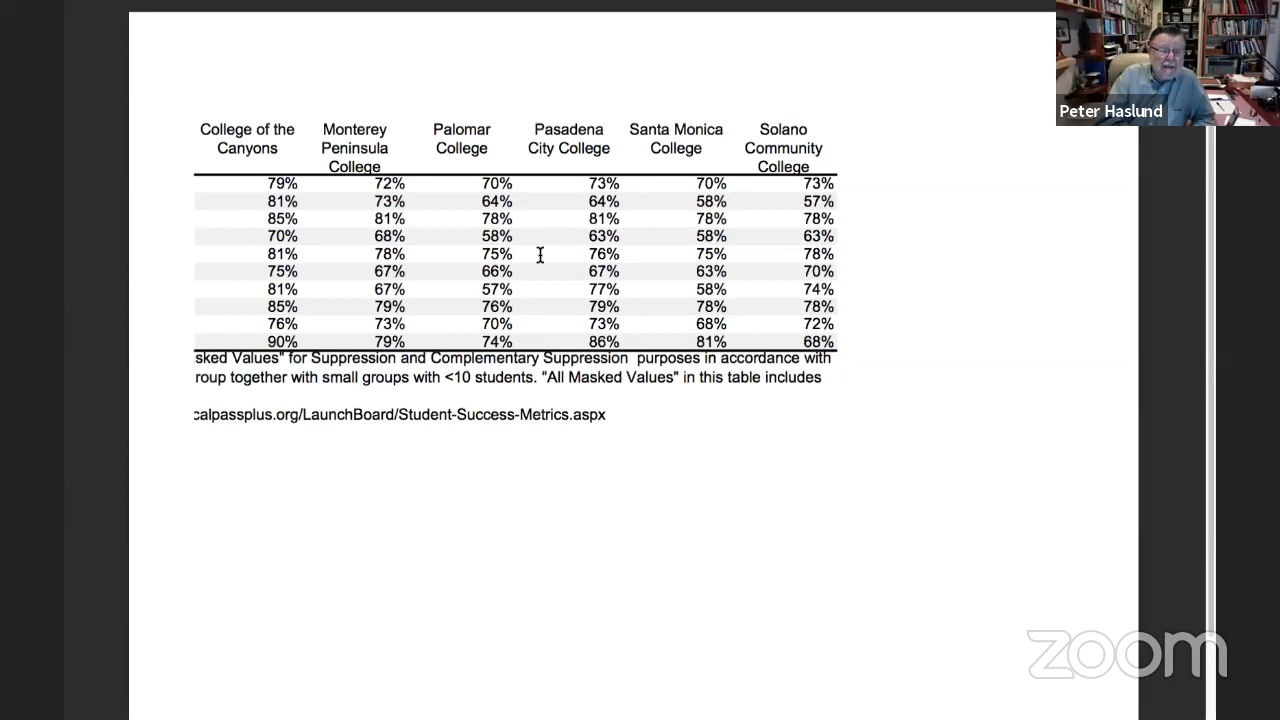 Peter Haslund
College of the Monterey Palomar Pasadena Santa Monica Solano
Canyons Peninsula College City College College Community
College College
79% 72% 70% 73% 70% 73%
81% 73% 64% 64% 58% 57%
85% 81% 78% 81% 78% 78%
70% 68% 58% 63% 58% 63%
81% 78% 75% 76% 75% 78%
75% 67% 66% 67% 63% 70%
81% 67% 57% 77% 58% 74%
85% 79% 76% 79% 78% 78%
76% 73% 70% 73% 68% 72%
90% 79% 74% 86% 81% 68%
sked Values" for Suppression and Complementary Suppression purposes in accordance with
roup together with small groups with <10 students. "All Masked Values" in this table includes
calpassplus.org/LaunchBoard/Student-Success-Metrics.aspx
zoom